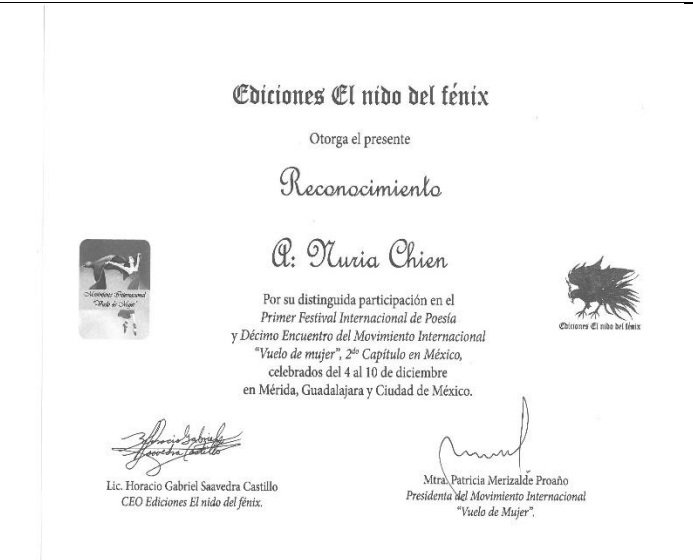 Ediciones El nido del fénix
Otorga el presente
Reconocimiento
A: Nuria Chien
Por su distinguida participación en el
Primer Festival Internacional de Poesía
y Décimo Encuentro del Movimiento Internacional
"Vuelo de mujer", 2do Capítulo en México,
celebrados del 4 al 10 de diciembre
en Mérida, Guadalajara y Ciudad de México.
Movimiento Internacional
"Vuelo de Mujer"
Ediciones El nido del fénix
Horacio Gabriel
Saavedra Castillo
Lic. Horacio Gabriel Saavedra Castillo
CEO Ediciones El nido del fénix.
Mtra. Patricia Merizalde Proaño
Presidenta del Movimiento Internacional
"Vuelo de Mujer".